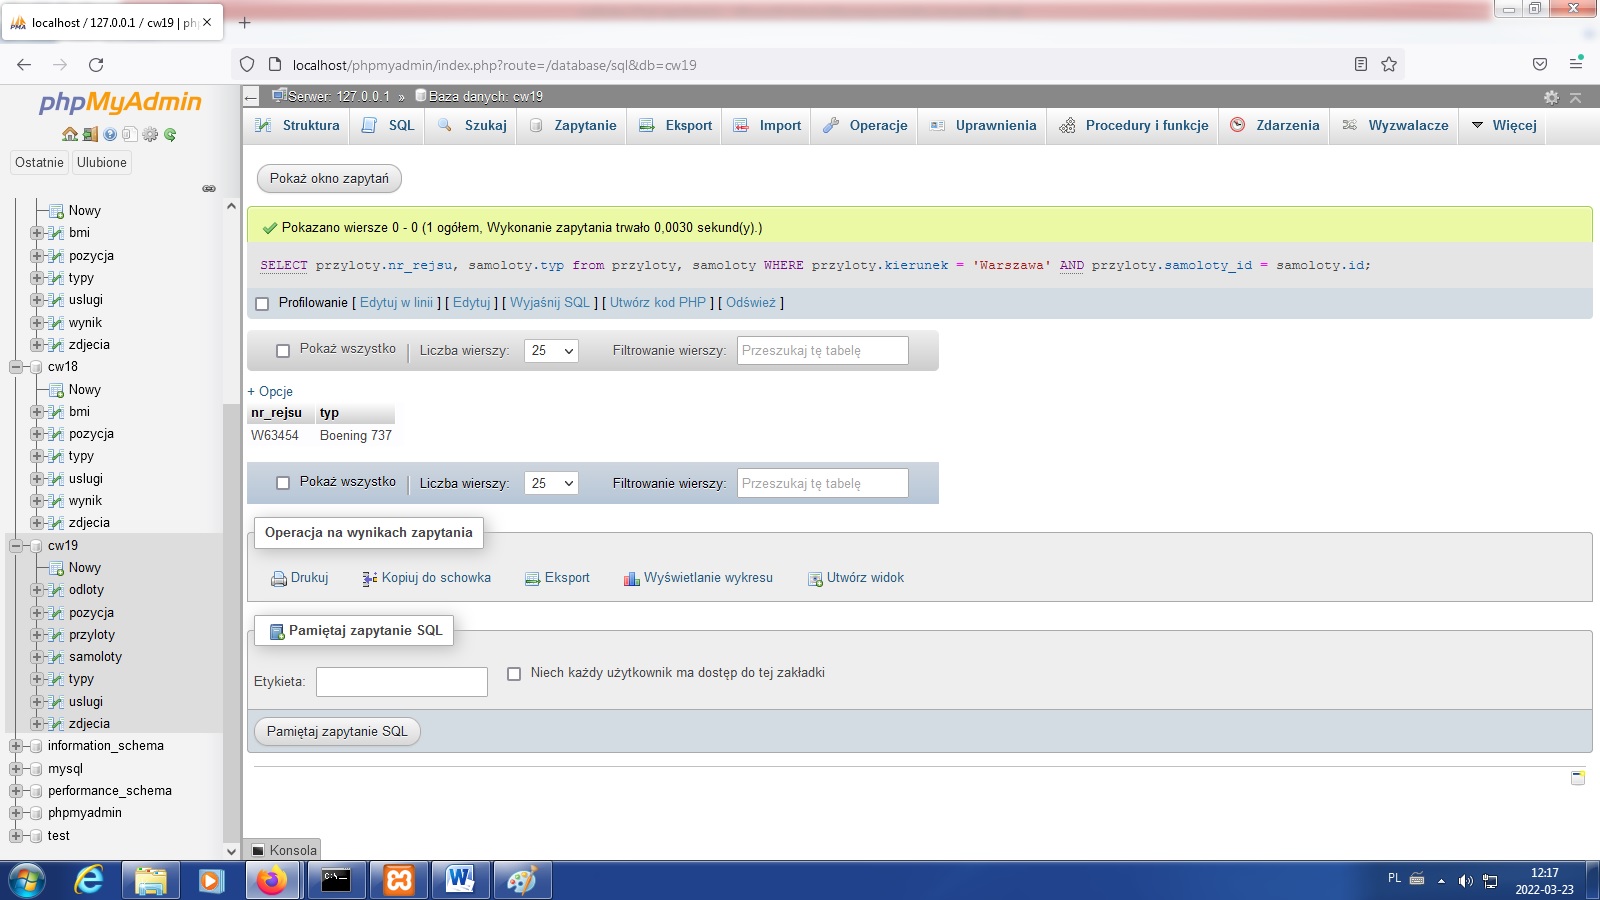 localhost / 127.0.0.1 / cw19 | ph
localhost/phpmyadmin/index.php?route=/database/sql&db=cw19
phpMyAdmin
Ostatnie Ulubione
Nowy
bmi
pozycja
typy
uslugi
wynik
zdjecia
cw18
Nowy
bmi
pozycja
typy
uslugi
wynik
zdjecia
cw19
Nowy
odloty
pozycja
przyloty
samoloty
typy
uslugi
zdjecia
information_schema
mysql
performance_schema
phpmyadmin
test
Serwer: 127.0.0.1 » Baza danych: cw19
Struktura SQL Szukaj Zapytanie Eksport Import Operacje Uprawnienia Procedury i funkcje Zdarzenia Wyzwalacze Więcej
Pokaż okno zapytań
Pokazano wiersze 0 - 0 (1 ogółem, Wykonanie zapytania trwało 0,0030 sekund(y).)
SELECT przyloty.nr_rejsu, samoloty.typ from przyloty, samoloty WHERE przyloty.kierunek = 'Warszawa' AND przyloty.samoloty_id = samoloty.id;
Profilowanie [ Edytuj w linii ] [ Edytuj ] [ Wyjaśnij SQL ] [ Utwórz kod PHP ] [ Odśwież ]
Pokaż wszystko | Liczba wierszy: 25 Filtrowanie wierszy: Przeszukaj tę tabelę
+ Opcje
nr_rejsu typ
W63454 Boening 737
Pokaż wszystko | Liczba wierszy: 25 Filtrowanie wierszy: Przeszukaj tę tabelę
Operacja na wynikach zapytania
Drukuj Kopiuj do schowka Eksport Wyświetlanie wykresu Utwórz widok
Pamiętaj zapytanie SQL
Etykieta: Niech każdy użytkownik ma dostęp do tej zakładki
Pamiętaj zapytanie SQL
Konsola
PL
12:17
2022-03-23